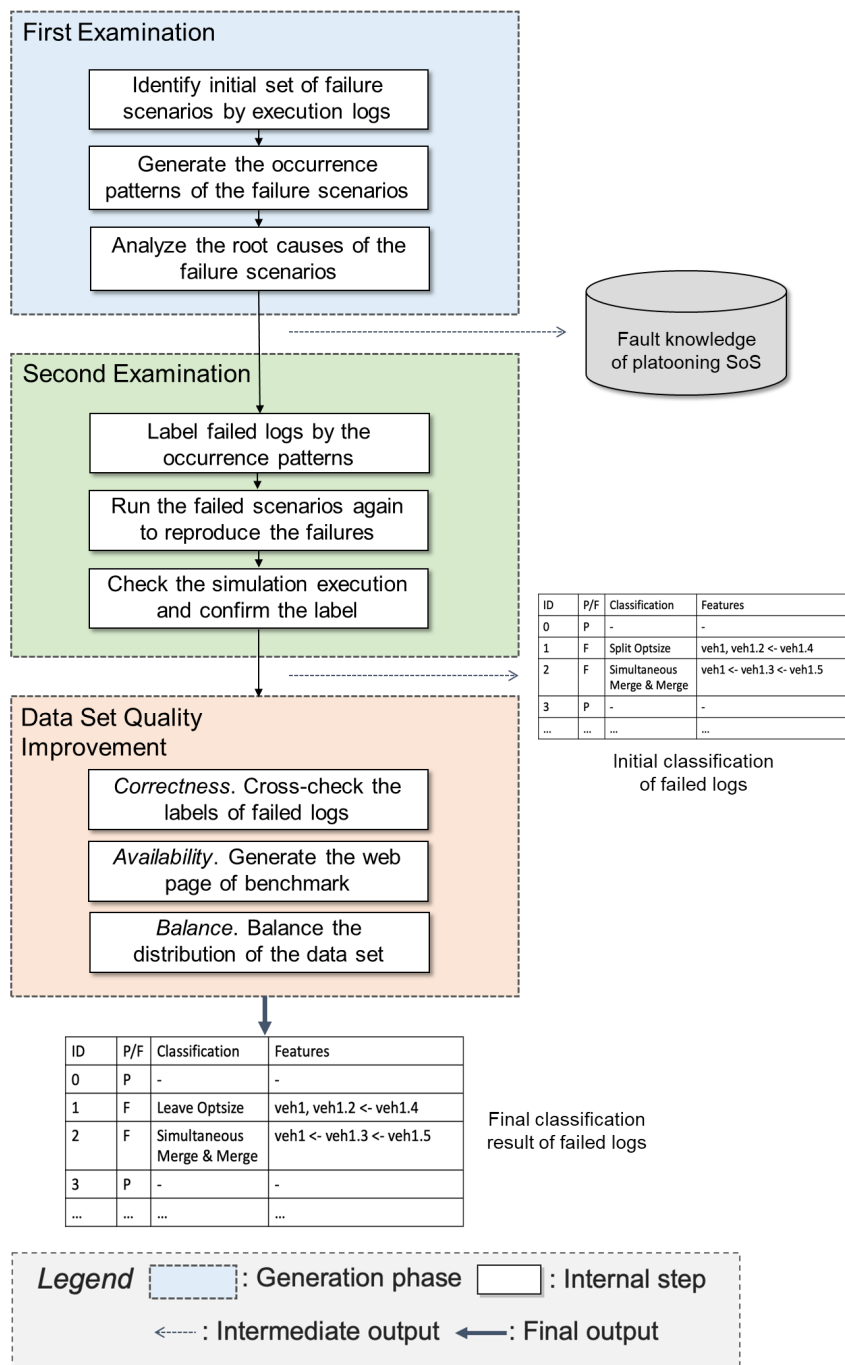 First Examination
Identify initial set of failure
scenarios by execution logs
Generate the occurrence
patterns of the failure scenarios
Analyze the root causes of the
failure scenarios
Fault knowledge
of platooning SoS
Second Examination
Label failed logs by the
occurrence patterns
Run the failed scenarios again
to reproduce the failures
Check the simulation execution
and confirm the label
ID P/F Classification Features
0 P - -
1 F Split Optsize veh1, veh1.2 <- veh1.4
2 F Simultaneous veh1 <- veh1.3 <- veh1.5
Merge & Merge
3 P - -
... ... ... ...
Initial classification
of failed logs
Data Set Quality
Improvement
Correctness. Cross-check the
labels of failed logs
Availability. Generate the web
page of benchmark
Balance. Balance the
distribution of the data set
ID P/F Classification Features
0 P - -
1 F Leave Optsize veh1, veh1.2 <- veh1.4
2 F Simultaneous veh1 <- veh1.3 <- veh1.5
Merge & Merge
3 P - -
... ... ... ...
Final classification
result of failed logs
Legend : Generation phase : Internal step
: Intermediate output : Final output